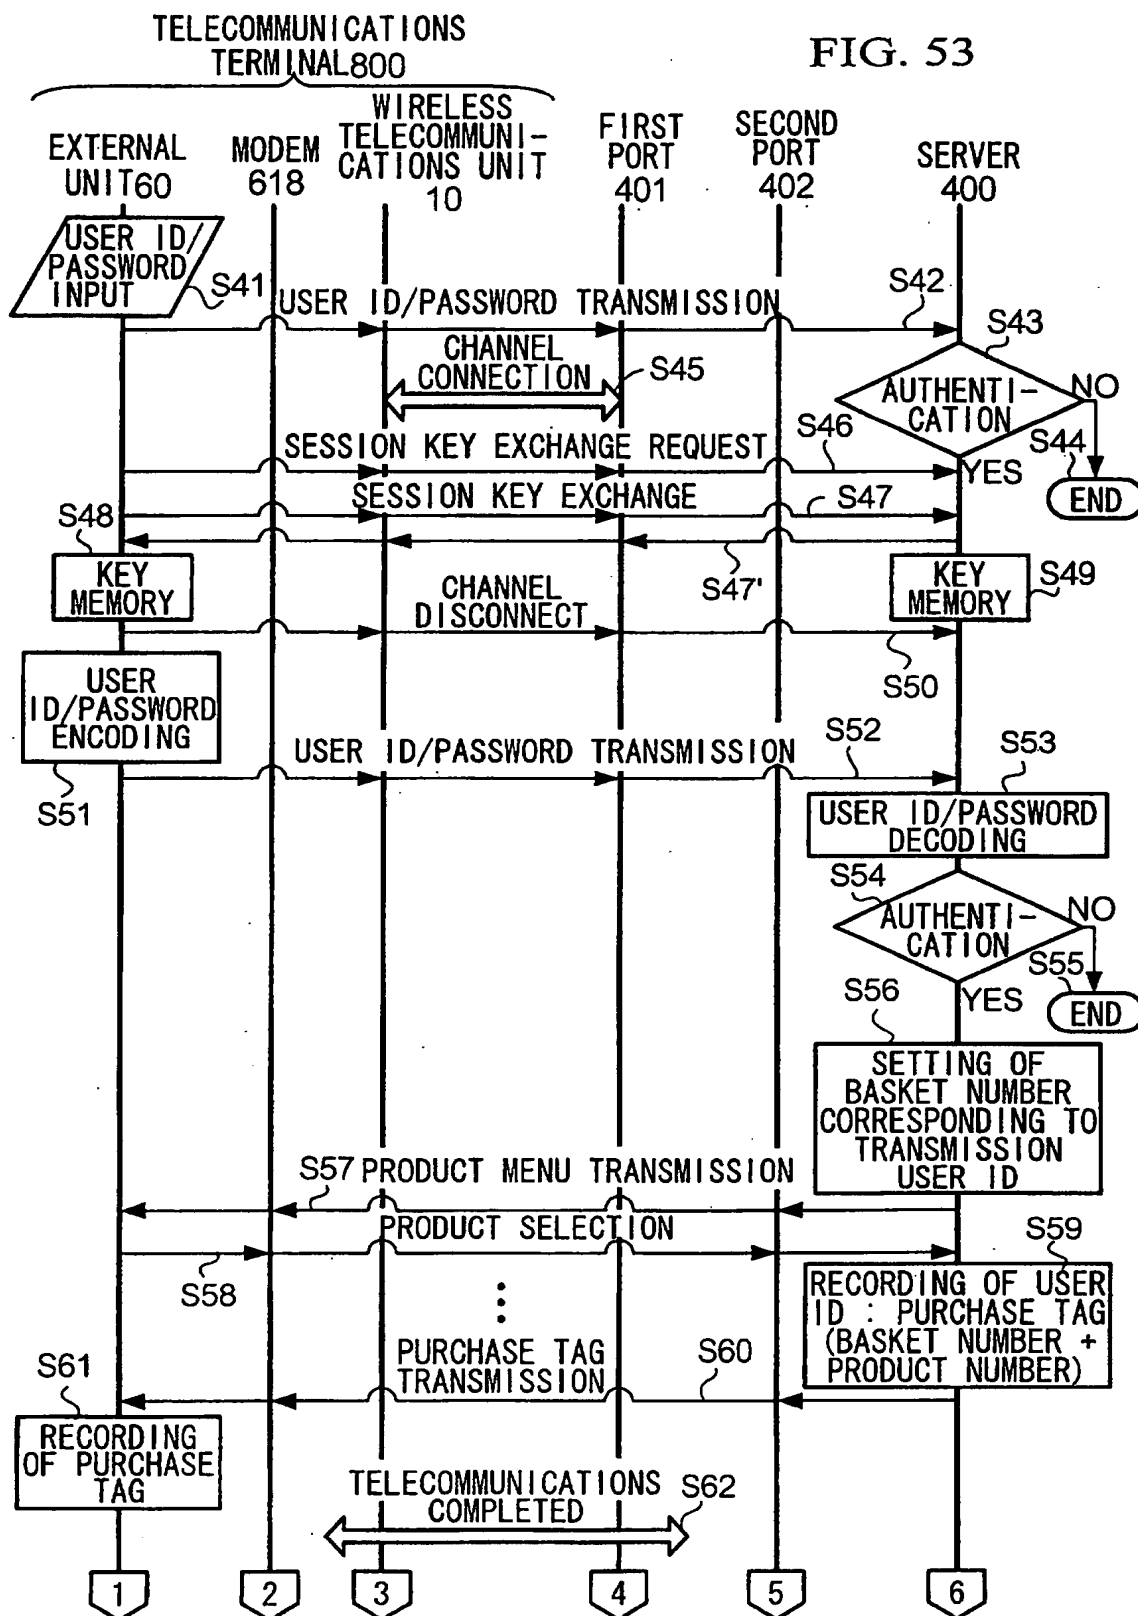 FIG. 53
TELECOMMUNICATIONS
TERMINAL800
EXTERNAL
UNIT60
MODEM
618
WIRELESS
TELECOMMUNI-
CATIONS UNIT
10
FIRST
PORT
401
SECOND
PORT
402
SERVER
400
USER ID/
PASSWORD
INPUT
S41
USER ID/PASSWORD TRANSMISSION
S42
S43
AUTHENTI-
CATION
NO
S44
END
YES
CHANNEL
CONNECTION
S45
SESSION KEY EXCHANGE REQUEST
S46
SESSION KEY EXCHANGE
S47
S47'
S48
KEY
MEMORY
KEY
MEMORY
S49
CHANNEL
DISCONNECT
S50
USER
ID/PASSWORD
ENCODING
S51
USER ID/PASSWORD TRANSMISSION
S52
S53
USER ID/PASSWORD
DECODING
S54
AUTHENTI-
CATION
NO
S55
END
YES
S56
SETTING OF
BASKET NUMBER
CORRESPONDING TO
TRANSMISSION
USER ID
S57
PRODUCT MENU TRANSMISSION
PRODUCT SELECTION
S58
S59
RECORDING OF USER
ID : PURCHASE TAG
(BASKET NUMBER +
PRODUCT NUMBER)
PURCHASE TAG
TRANSMISSION
S60
S61
RECORDING
OF PURCHASE
TAG
TELECOMMUNICATIONS
COMPLETED
S62
1
2
3
4
5
6